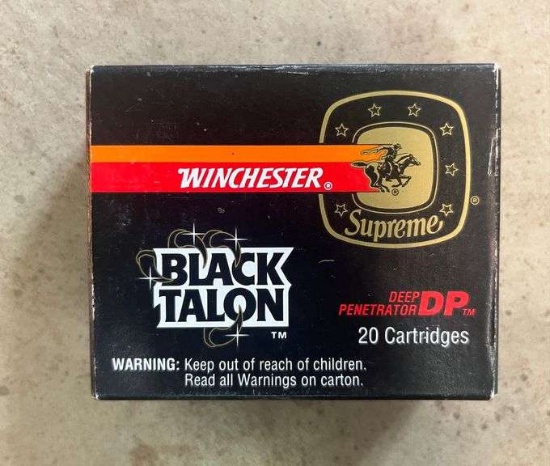 WINCHESTER®
®
Supreme®
BLACK
TALON
TM
DEEP
PENETRATOR DP TM
20 Cartridges
WARNING: Keep out of reach of children.
Read all Warnings on carton.